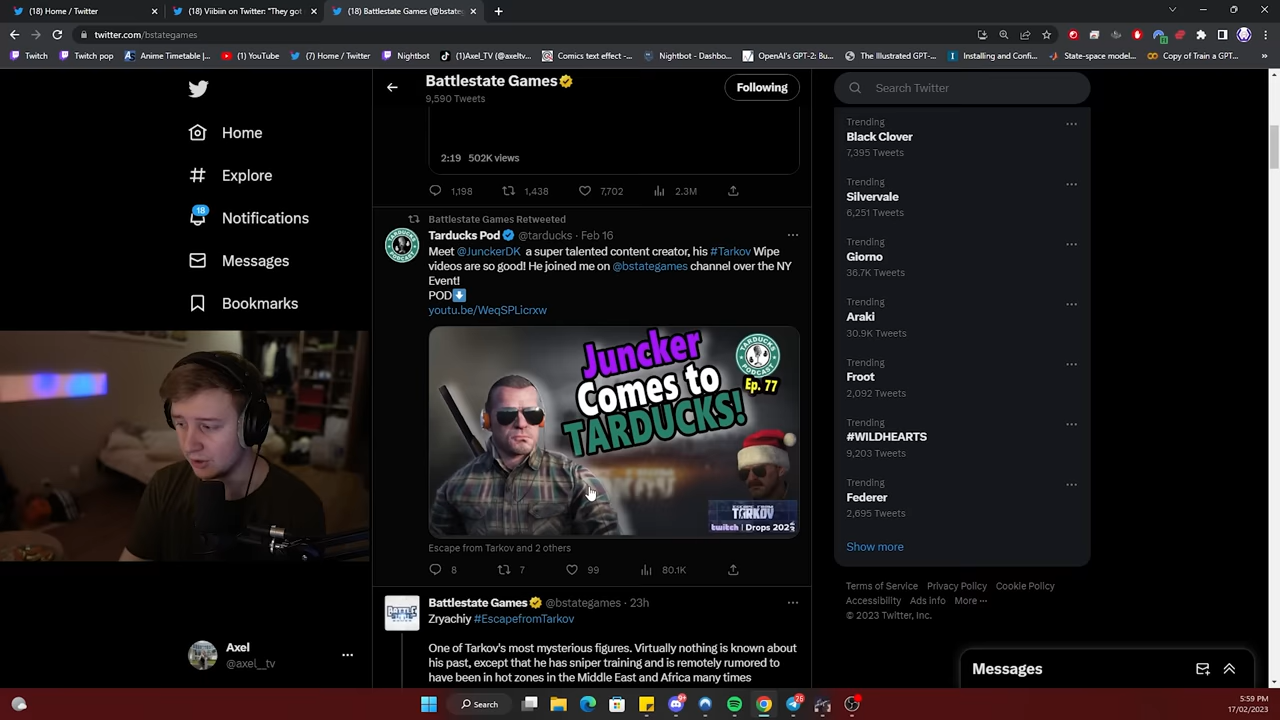 (18) Home / Twitter
(18) Viibiin on Twitter: "They got
(18) Battlestate Games (@bstate
twitter.com/bstategames
Twitch
Twitch pop
Anime Timetable |...
(1) YouTube
(7) Home / Twitter
Nightbot
Axel_TV (@axeltv...
Comics text effect -...
Nightbot - Dashbo...
OpenAI's GPT-2: Bu...
The Illustrated GPT-...
Installing and Confi...
State-space model...
Copy of Train a GPT...
Home
Explore
18
Notifications
Messages
Bookmarks
Axel
@axel__tv
Battlestate Games
9,590 Tweets
Following
2:19 502K views
1,198 1,438 7,702 2.3M
Battlestate Games Retweeted
Tarducks Pod @tarducks · Feb 16
Meet @JunckerDK a super talented content creator, his #Tarkov Wipe
videos are so good! He joined me on @bstategames channel over the NY
Event!
POD⬇️
youtu.be/WeqSPLicrxw
Juncker
Comes to
TARDUCKS!
TARDUCKS
PODCAST
Ep. 77
ESCAPE FROM
TARKOV
twitch | Drops 202
Escape from Tarkov and 2 others
8 7 99 80.1K
Battlestate Games @bstategames · 23h
Zryachiy #EscapefromTarkov
One of Tarkov's most mysterious figures. Virtually nothing is known about
his past, except that he has sniper training and is remotely rumored to
have been in hot zones in the Middle East and Africa many times
Search Twitter
Trending
Black Clover
7,395 Tweets
Trending
Silvervale
6,251 Tweets
Trending
Giorno
36.7K Tweets
Trending
Araki
30.9K Tweets
Trending
Froot
2,092 Tweets
Trending
#WILDHEARTS
9,203 Tweets
Trending
Federer
2,695 Tweets
Show more
Terms of Service Privacy Policy Cookie Policy
Accessibility Ads info More ···
© 2023 Twitter, Inc.
Messages
Search
26
5:59 PM
17/02/2023